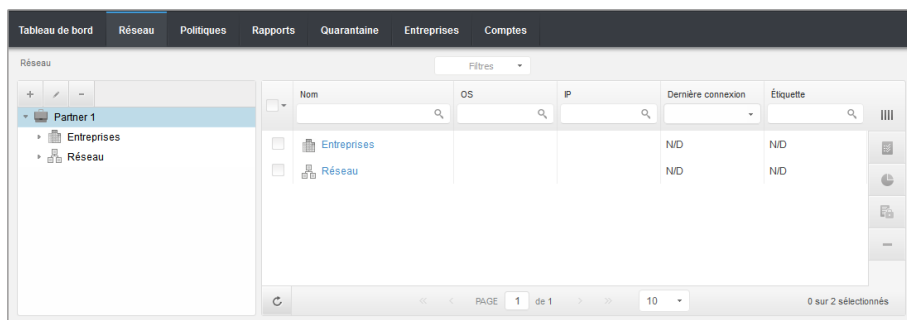 Tableau de bord Réseau Politiques Rapports Quarantaine Entreprises Comptes
Réseau Filtres
Nom OS IP Dernière connexion Étiquette
Partner 1
Entreprises
Réseau
Entreprises N/D N/D
Réseau N/D N/D
PAGE 1 de 1 10 0 sur 2 sélectionnés